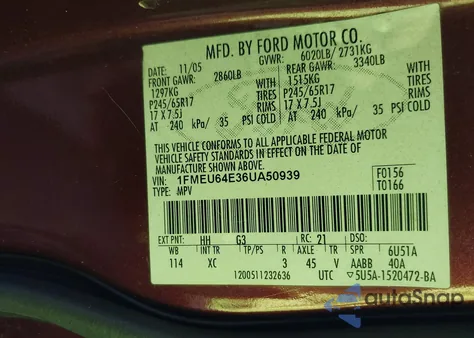 MFD. BY FORD MOTOR CO.
DATE: 11/05 GVWR: 6020LB/ 2731KG
FRONT GAWR: 2860LB REAR GAWR: 3340LB
1297KG WITH 1515KG WITH
P245/65R17 TIRES P245/65R17 TIRES
17 X 7.5J RIMS 17 X 7.5J RIMS
AT 240 kPa/ 35 PSI COLD AT 240 kPa/ 35 PSI COLD
THIS VEHICLE CONFORMS TO ALL APPLICABLE FEDERAL MOTOR
VEHICLE SAFETY STANDARDS IN EFFECT ON THE DATE OF MANUFACTURE
SHOWN ABOVE.
VIN: 1FMEU64E36UA50939 F0156
TYPE: MPV T0166
EXT PNT: HH G3 RC: 21 DSO:
WB INT TR TP/PS R AXLE TR SPR 6U51A
114 XC 3 45 V AABB 40A
1200511232636 UTC 5U5A-1520472-BA
autoSnap